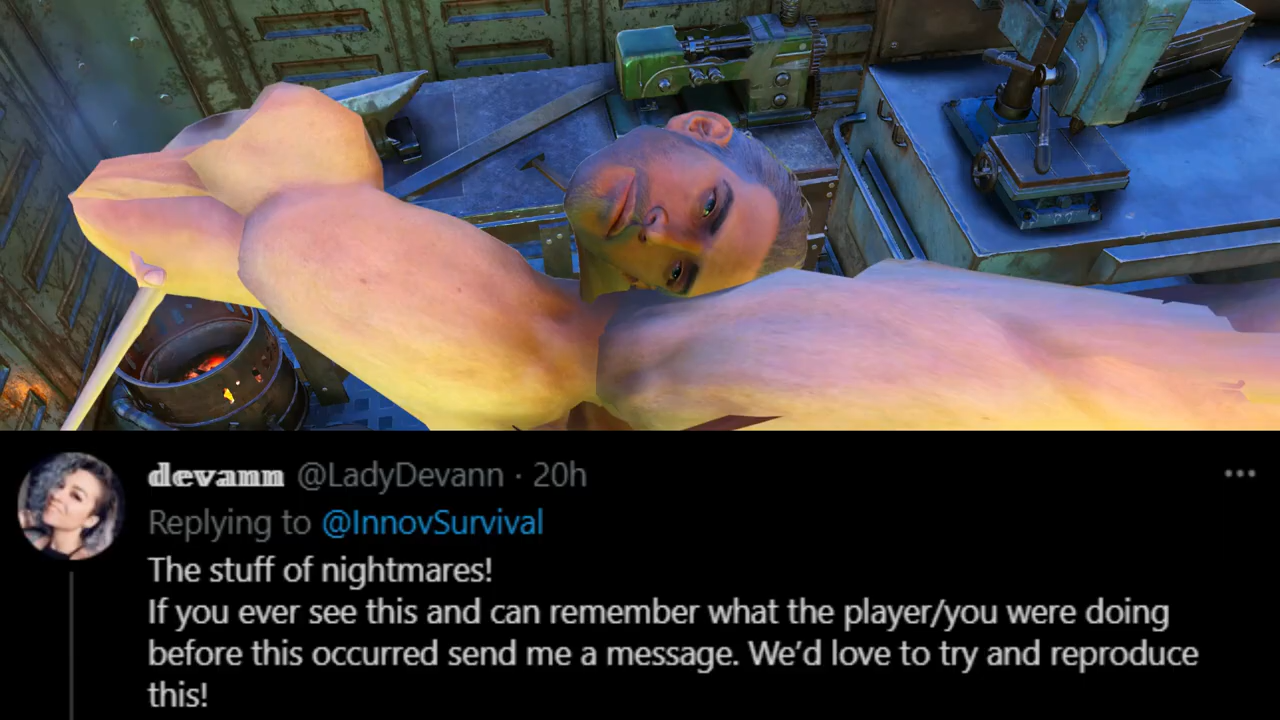 devann @LadyDevann · 20h
Replying to @InnovSurvival
The stuff of nightmares!
If you ever see this and can remember what the player/you were doing
before this occurred send me a message. We’d love to try and reproduce
this!